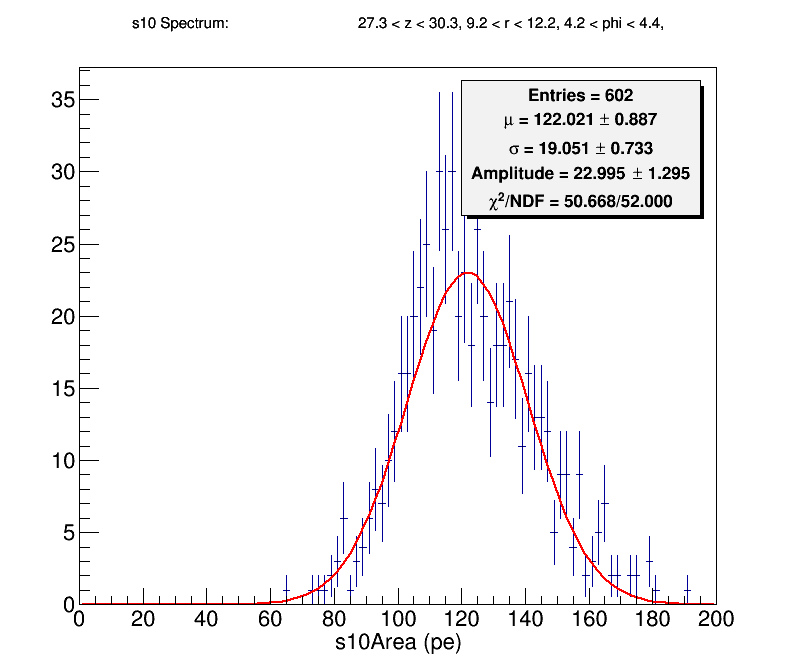 s10 Spectrum: 27.3 < z < 30.3, 9.2 < r < 12.2, 4.2 < phi < 4.4,
Entries = 602
μ = 122.021 ± 0.887
σ = 19.051 ± 0.733
Amplitude = 22.995 ± 1.295
χ²/NDF = 50.668/52.000
35
30
25
20
15
10
5
0
0 20 40 60 80 100 120 140 160 180 200
s10Area (pe)